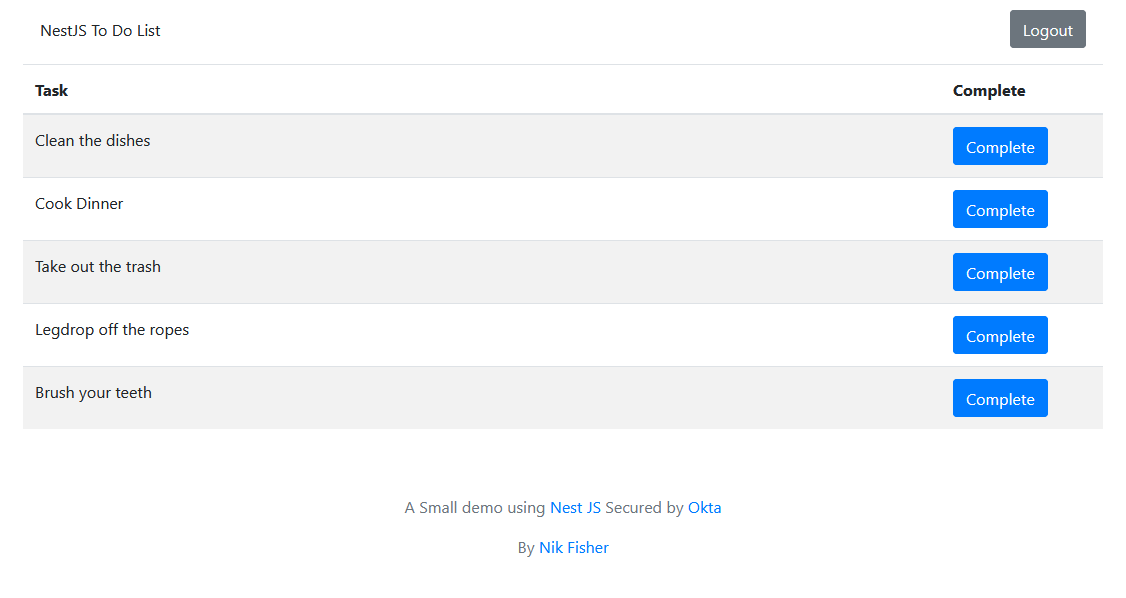 NestJS To Do List Logout
Task Complete
Clean the dishes Complete
Cook Dinner Complete
Take out the trash Complete
Legdrop off the ropes Complete
Brush your teeth Complete
A Small demo using Nest JS Secured by Okta
By Nik Fisher